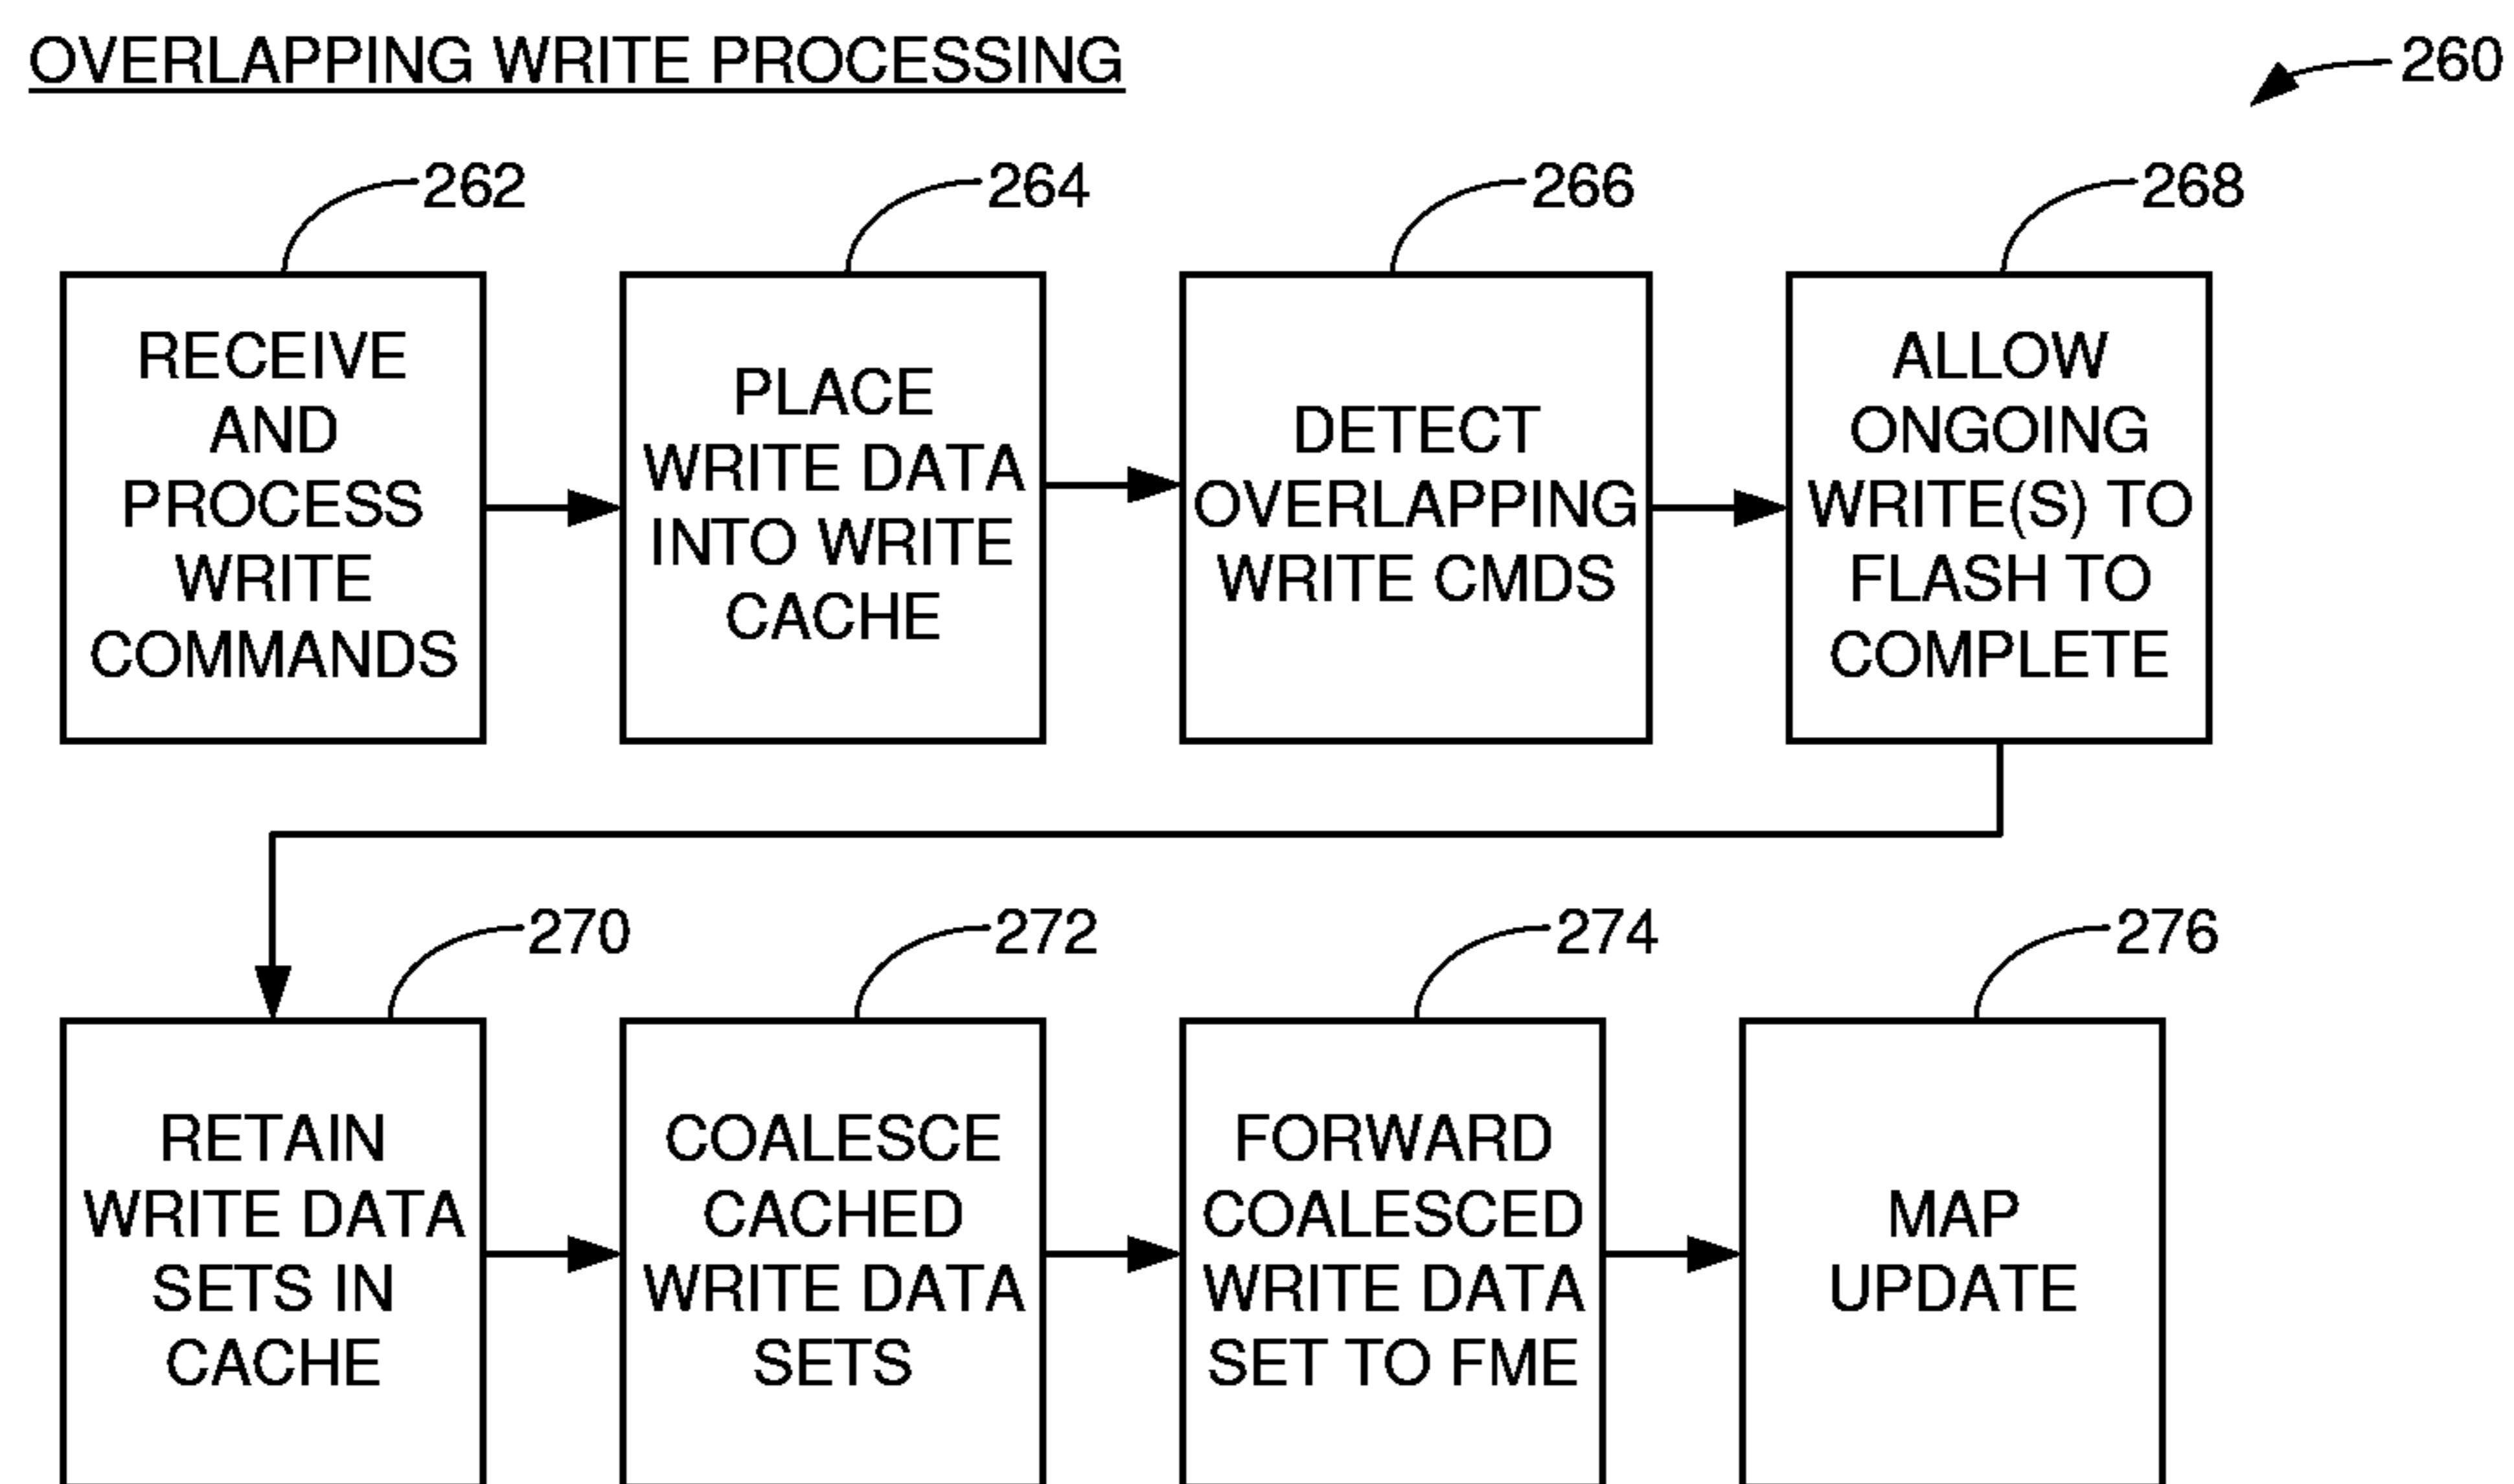 OVERLAPPING WRITE PROCESSING
260
262
264
266
268
RECEIVE
AND
PROCESS
WRITE
COMMANDS
PLACE
WRITE DATA
INTO WRITE
CACHE
DETECT
OVERLAPPING
WRITE CMDS
ALLOW
ONGOING
WRITE(S) TO
FLASH TO
COMPLETE
270
272
274
276
RETAIN
WRITE DATA
SETS IN
CACHE
COALESCE
CACHED
WRITE DATA
SETS
FORWARD
COALESCED
WRITE DATA
SET TO FME
MAP
UPDATE